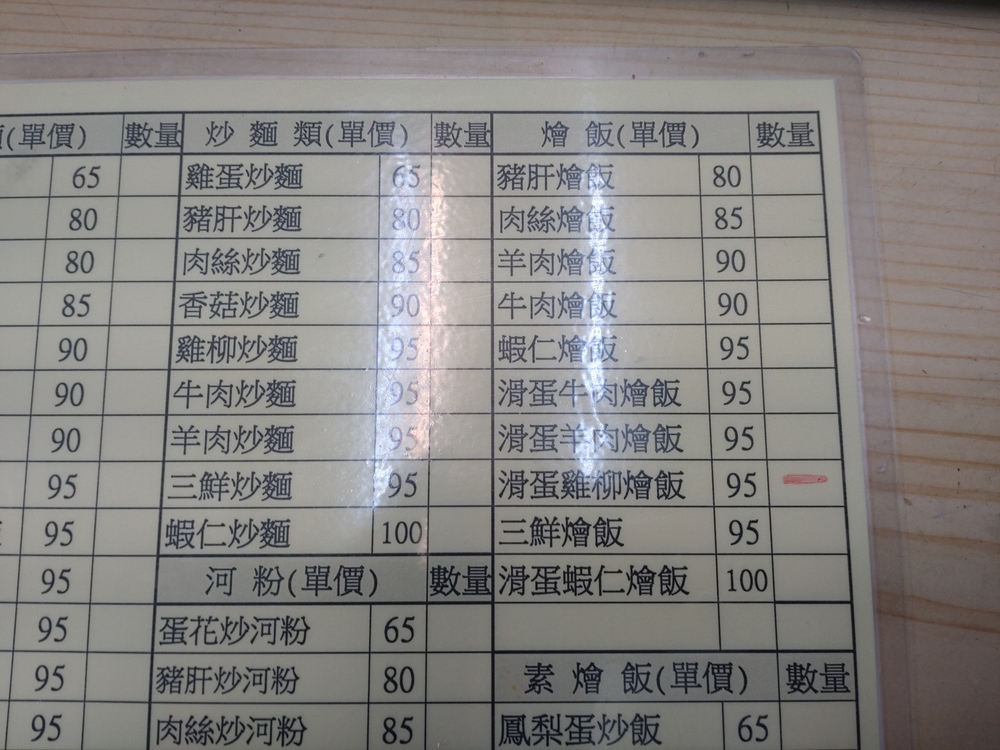 (單價) 數量 炒 麵 類(單價) 數量 燴 飯(單價) 數量
65 雞蛋炒麵 65 豬肝燴飯 80
80 豬肝炒麵 80 肉絲燴飯 85
80 肉絲炒麵 85 羊肉燴飯 90
85 香菇炒麵 90 牛肉燴飯 90
90 雞柳炒麵 95 蝦仁燴飯 95
90 牛肉炒麵 95 滑蛋牛肉燴飯 95
90 羊肉炒麵 95 滑蛋羊肉燴飯 95
95 三鮮炒麵 95 滑蛋雞柳燴飯 95
95 蝦仁炒麵 100 三鮮燴飯 95
95 河 粉(單價) 數量 滑蛋蝦仁燴飯 100
95 蛋花炒河粉 65
95 豬肝炒河粉 80 素 燴 飯(單價) 數量
95 肉絲炒河粉 85 鳳梨蛋炒飯 65